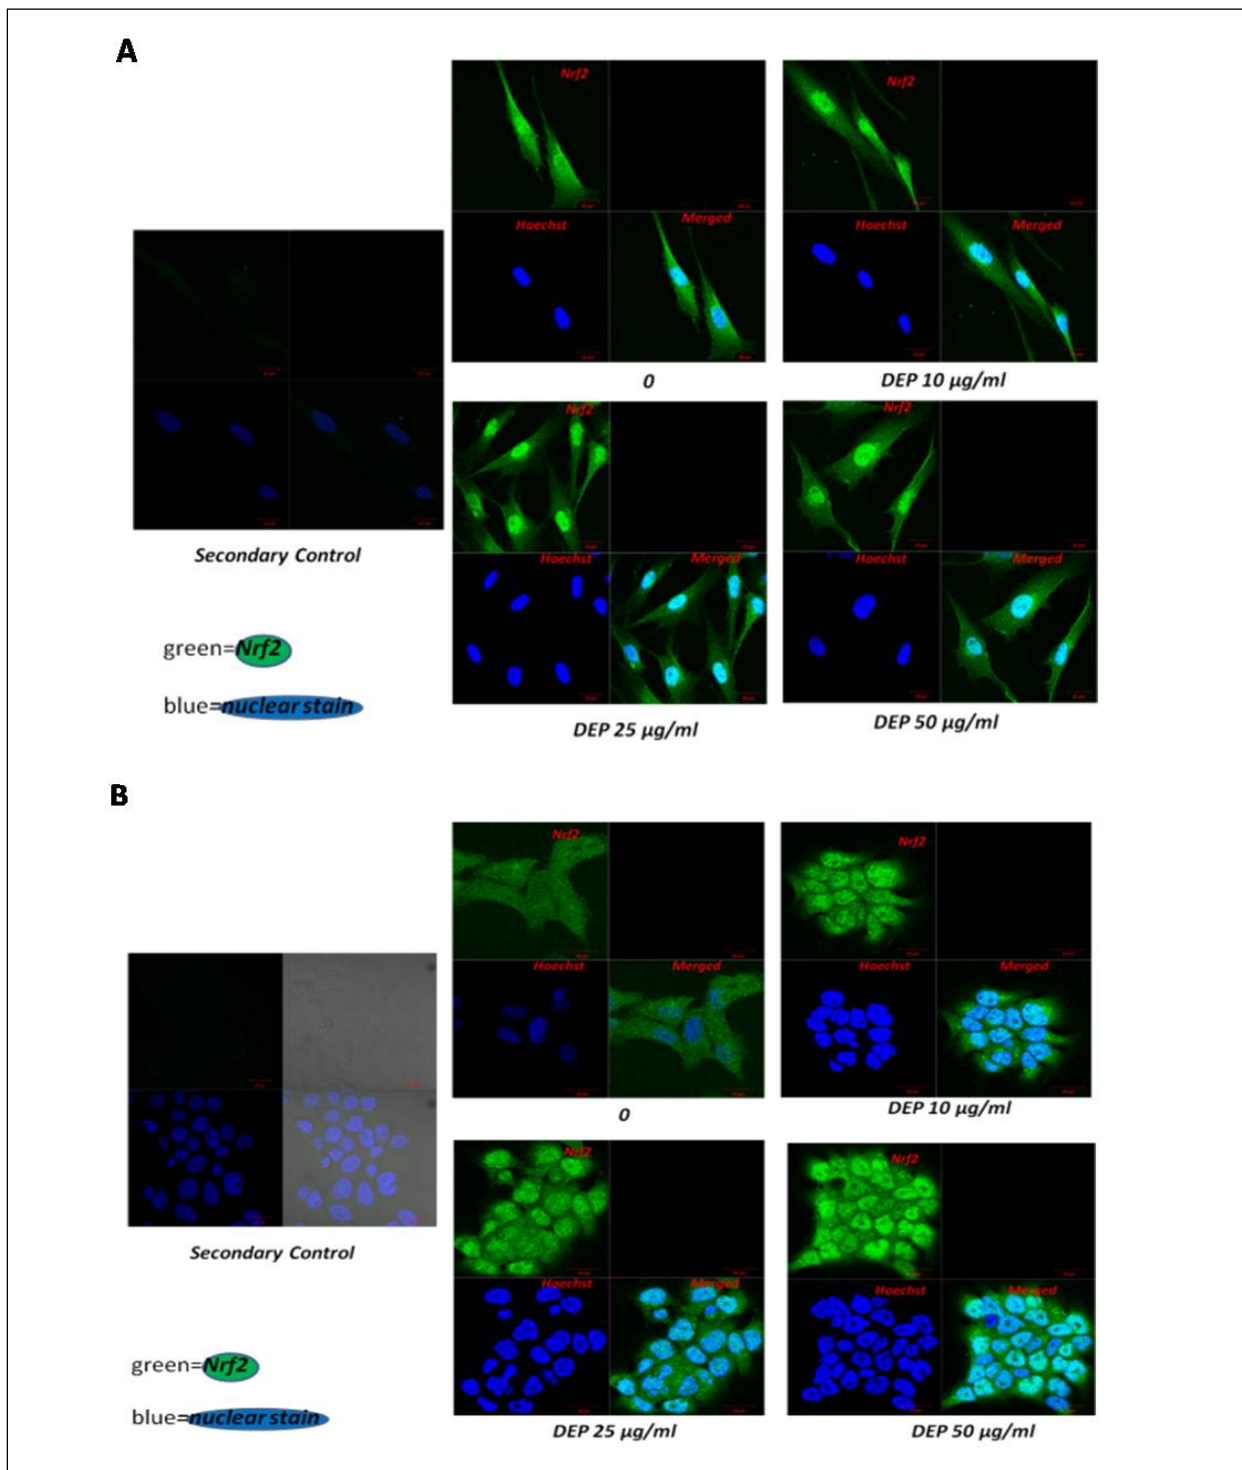 A
Nrf2
Nrf2
Hoechst
Merged
Hoechst
Merged
0
DEP 10 µg/ml
Nrf2
Nrf2
Secondary Control
Hoechst
Merged
Hoechst
Merged
green=Nrf2
blue=nuclear stain
DEP 25 µg/ml
DEP 50 µg/ml
B
Nrf2
Nrf2
Hoechst
Merged
Hoechst
Merged
0
DEP 10 µg/ml
Nrf2
Nrf2
Secondary Control
Hoechst
Merged
Hoechst
Merged
green=Nrf2
blue=nuclear stain
DEP 25 µg/ml
DEP 50 µg/ml